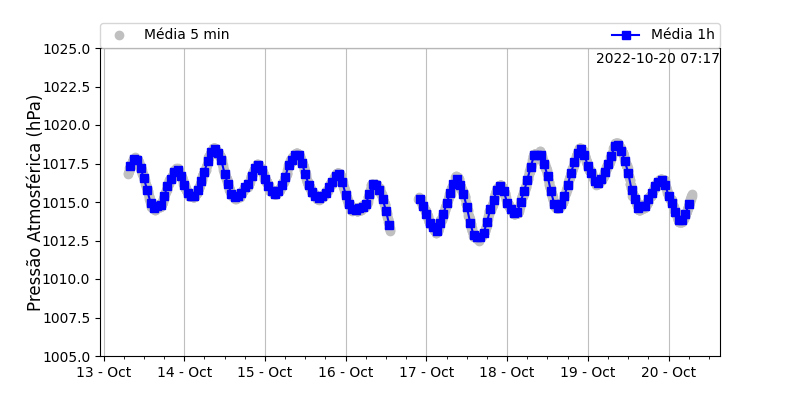 Média 5 min
Média 1h
2022-10-20 07:17
Pressão Atmosférica (hPa)
1025.0
1022.5
1020.0
1017.5
1015.0
1012.5
1010.0
1007.5
1005.0
13 - Oct
14 - Oct
15 - Oct
16 - Oct
17 - Oct
18 - Oct
19 - Oct
20 - Oct